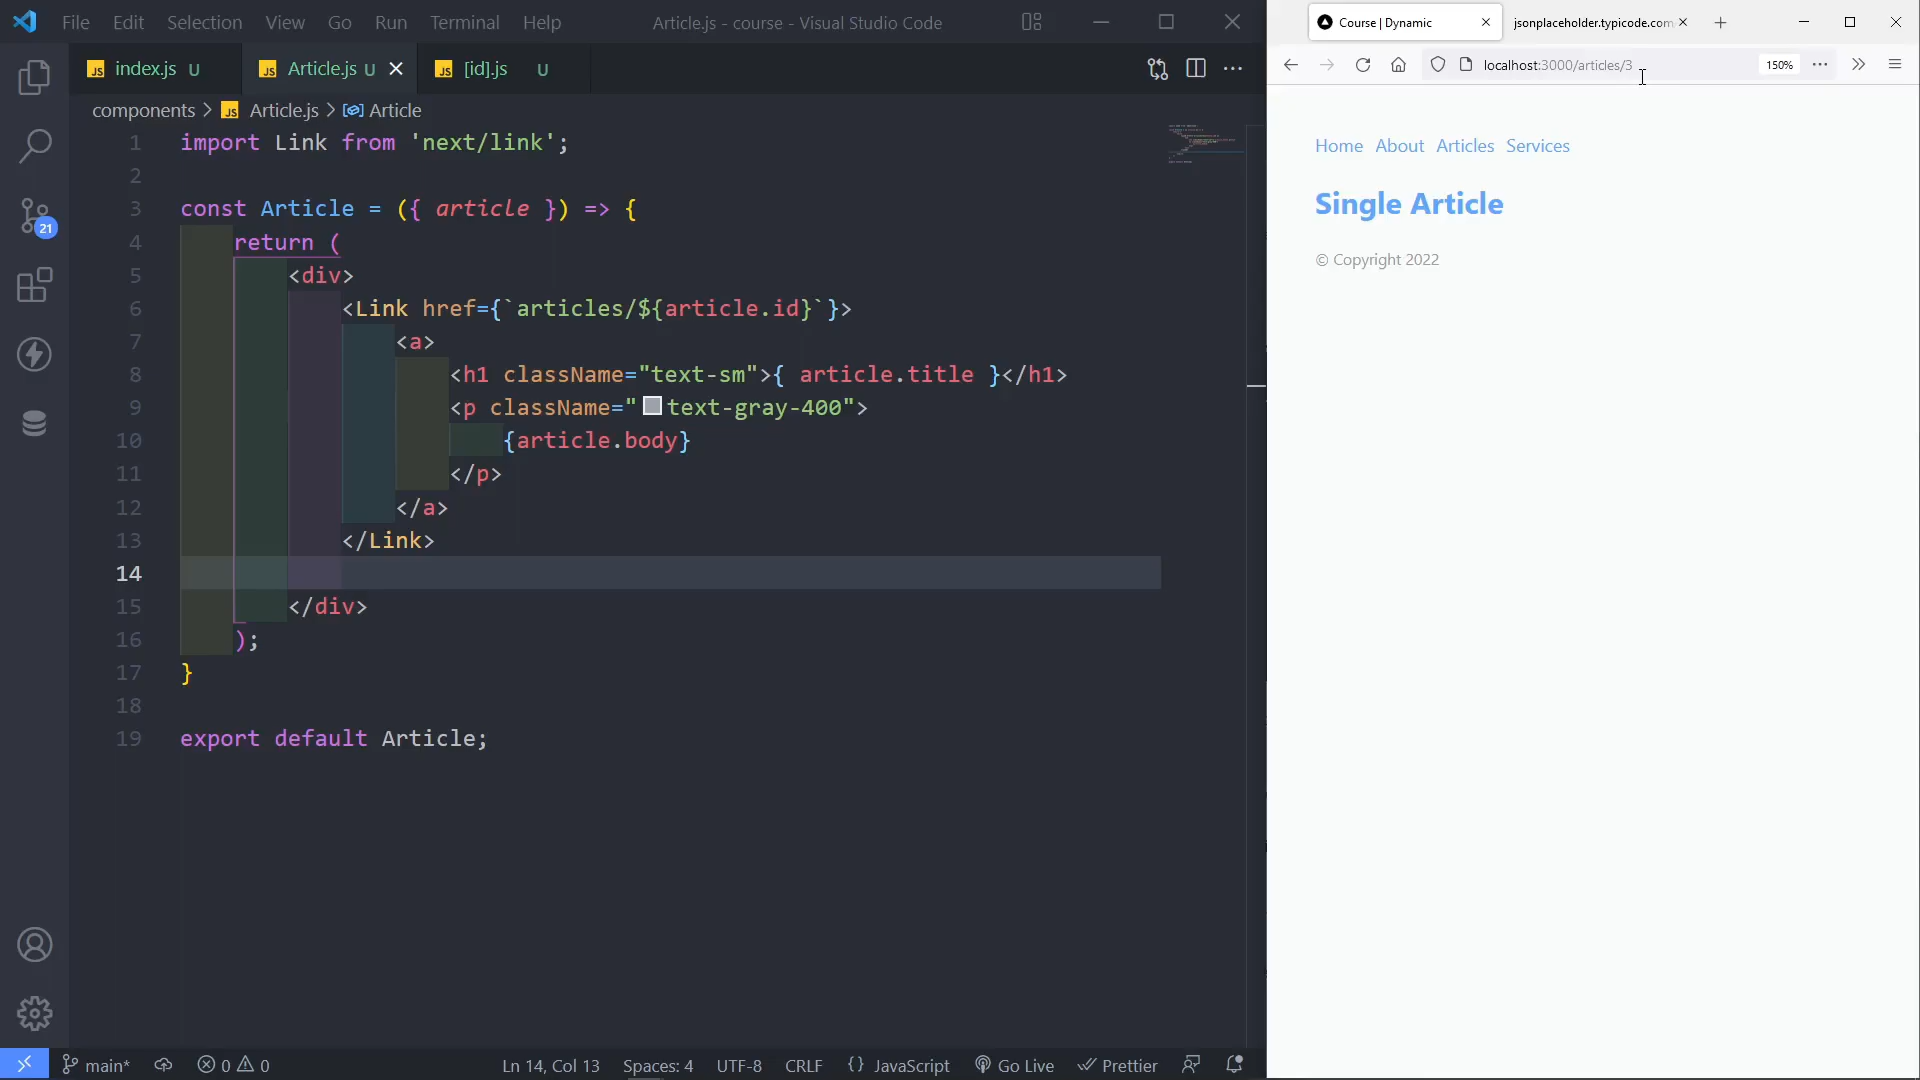 File Edit Selection View Go Run Terminal Help Article.js - course - Visual Studio Code
index.js U Article.js U [id].js U
components > Article.js > Article
1 import Link from 'next/link';
2
3 const Article = ({ article }) => {
4 return (
5 <div>
6 <Link href={`articles/${article.id}`}>
7 <a>
8 <h1 className="text-sm">{ article.title }</h1>
9 <p className="text-gray-400">
10 {article.body}
11 </p>
12 </a>
13 </Link>
14
15 </div>
16 );
17 }
18
19 export default Article;
21
main* 0 0 Ln 14, Col 13 Spaces: 4 UTF-8 CRLF {} JavaScript Go Live Prettier
Course | Dynamic jsonplaceholder.typicode.com
localhost:3000/articles/3 150%
Home About Articles Services
Single Article
© Copyright 2022